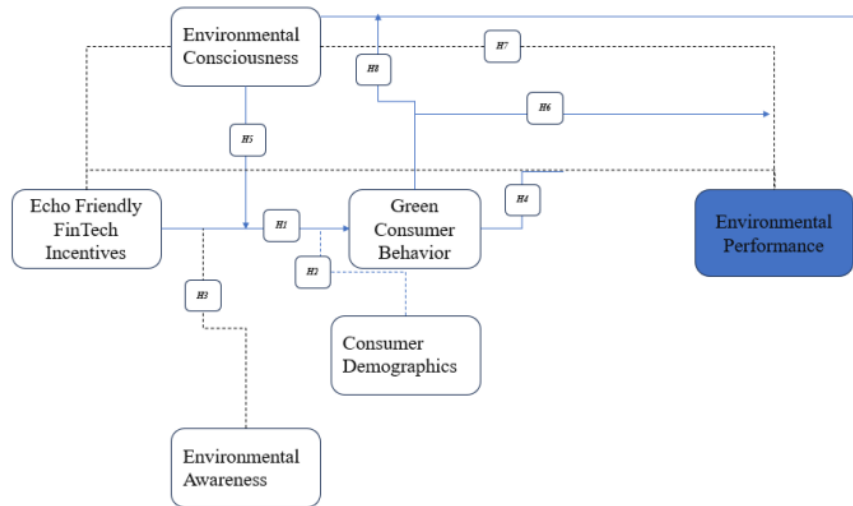 Environmental
Consciousness
H7
H8
H6
H5
Echo Friendly
FinTech
Incentives
H1
Green
Consumer
Behavior
H4
Environmental
Performance
H2
H3
Consumer
Demographics
Environmental
Awareness